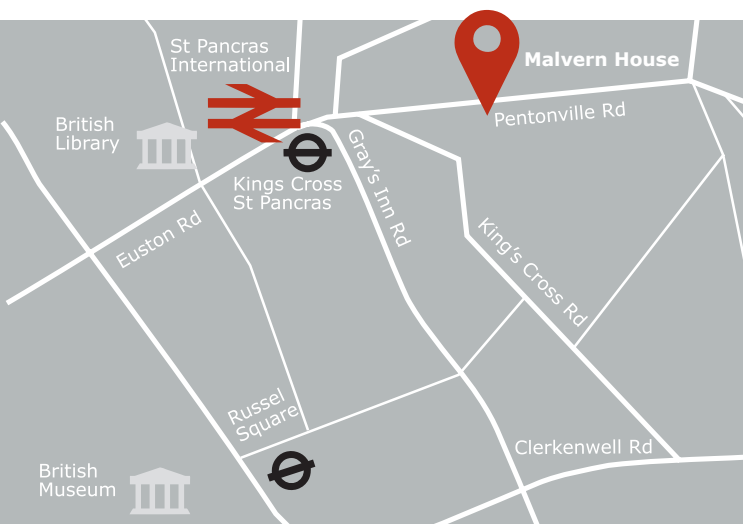 St Pancras
International
Malvern House
Pentonville Rd
British
Library
Gray's Inn Rd
Kings Cross
St Pancras
Euston Rd
King's Cross Rd
Russel
Square
Clerkenwell Rd
British
Museum